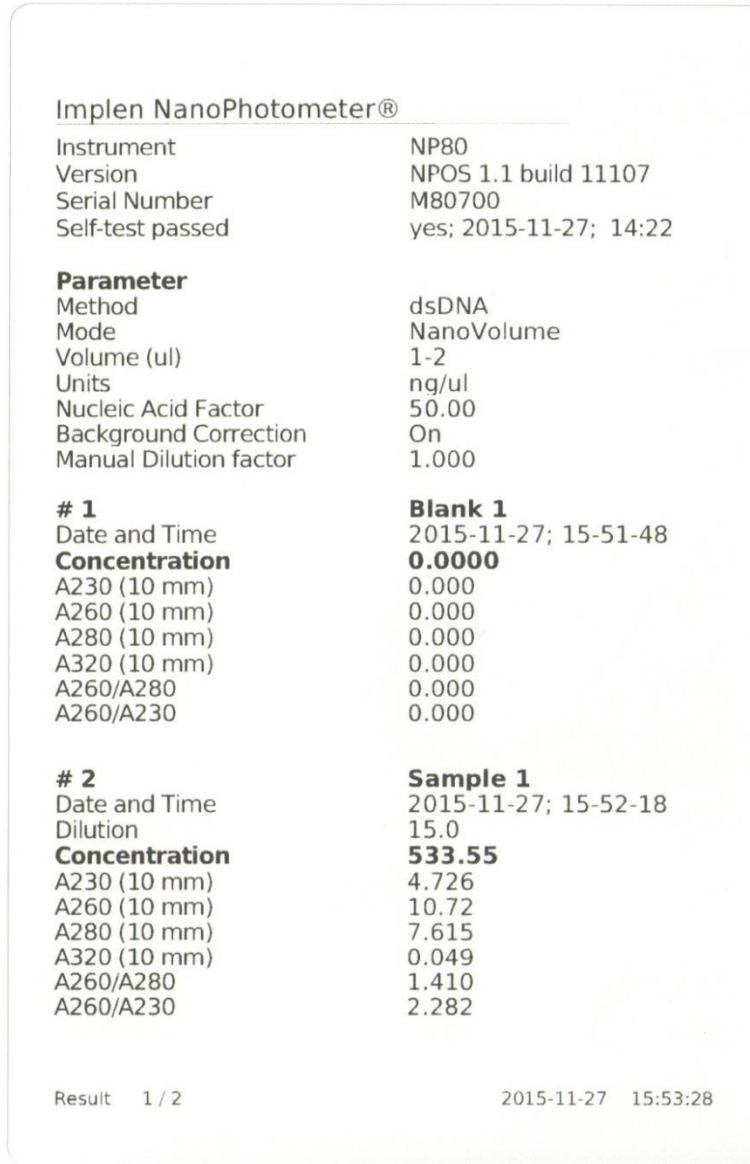 Implen NanoPhotometer®
Instrument NP80
Version NPOS 1.1 build 11107
Serial Number M80700
Self-test passed yes; 2015-11-27; 14:22
Parameter
Method dsDNA
Mode NanoVolume
Volume (ul) 1-2
Units ng/ul
Nucleic Acid Factor 50.00
Background Correction On
Manual Dilution factor 1.000
# 1 Blank 1
Date and Time 2015-11-27; 15-51-48
Concentration 0.0000
A230 (10 mm) 0.000
A260 (10 mm) 0.000
A280 (10 mm) 0.000
A320 (10 mm) 0.000
A260/A280 0.000
A260/A230 0.000
# 2 Sample 1
Date and Time 2015-11-27; 15-52-18
Dilution 15.0
Concentration 533.55
A230 (10 mm) 4.726
A260 (10 mm) 10.72
A280 (10 mm) 7.615
A320 (10 mm) 0.049
A260/A280 1.410
A260/A230 2.282
Result 1 / 2 2015-11-27 15:53:28